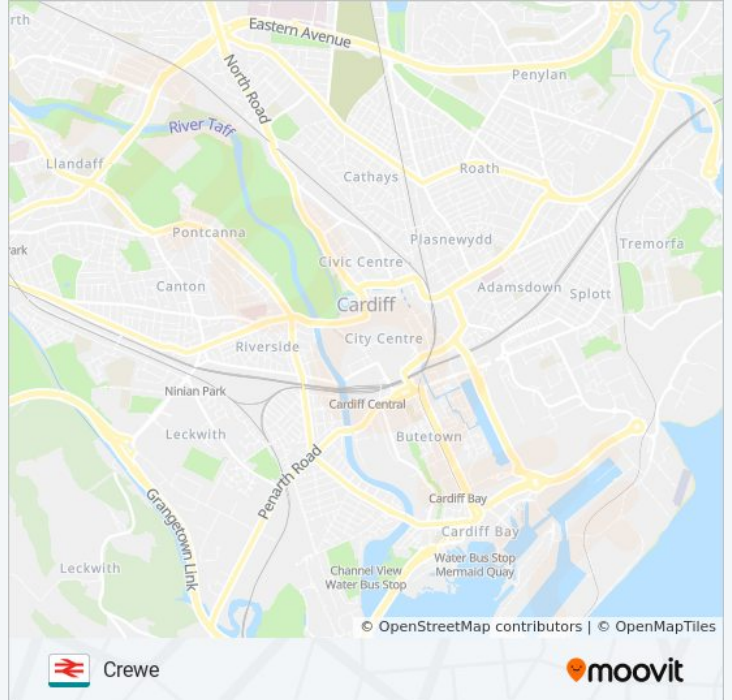 rth
Eastern Avenue
Penylan
North Road
River Taff
Llandaff
Roath
Cathays
Pontcanna
Plasnewydd
Tremorfa
ark
Civic Centre
Canton
Adamsdown
Splott
Cardiff
City Centre
Riverside
Ninian Park
Cardiff Central
Leckwith
Butetown
Penarth Road
Cardiff Bay
Grangetown Link
Cardiff Bay
Water Bus Stop
Mermaid Quay
Leckwith
Channel View
Water Bus Stop
© OpenStreetMap contributors | © OpenMapTiles
Crewe
moovit